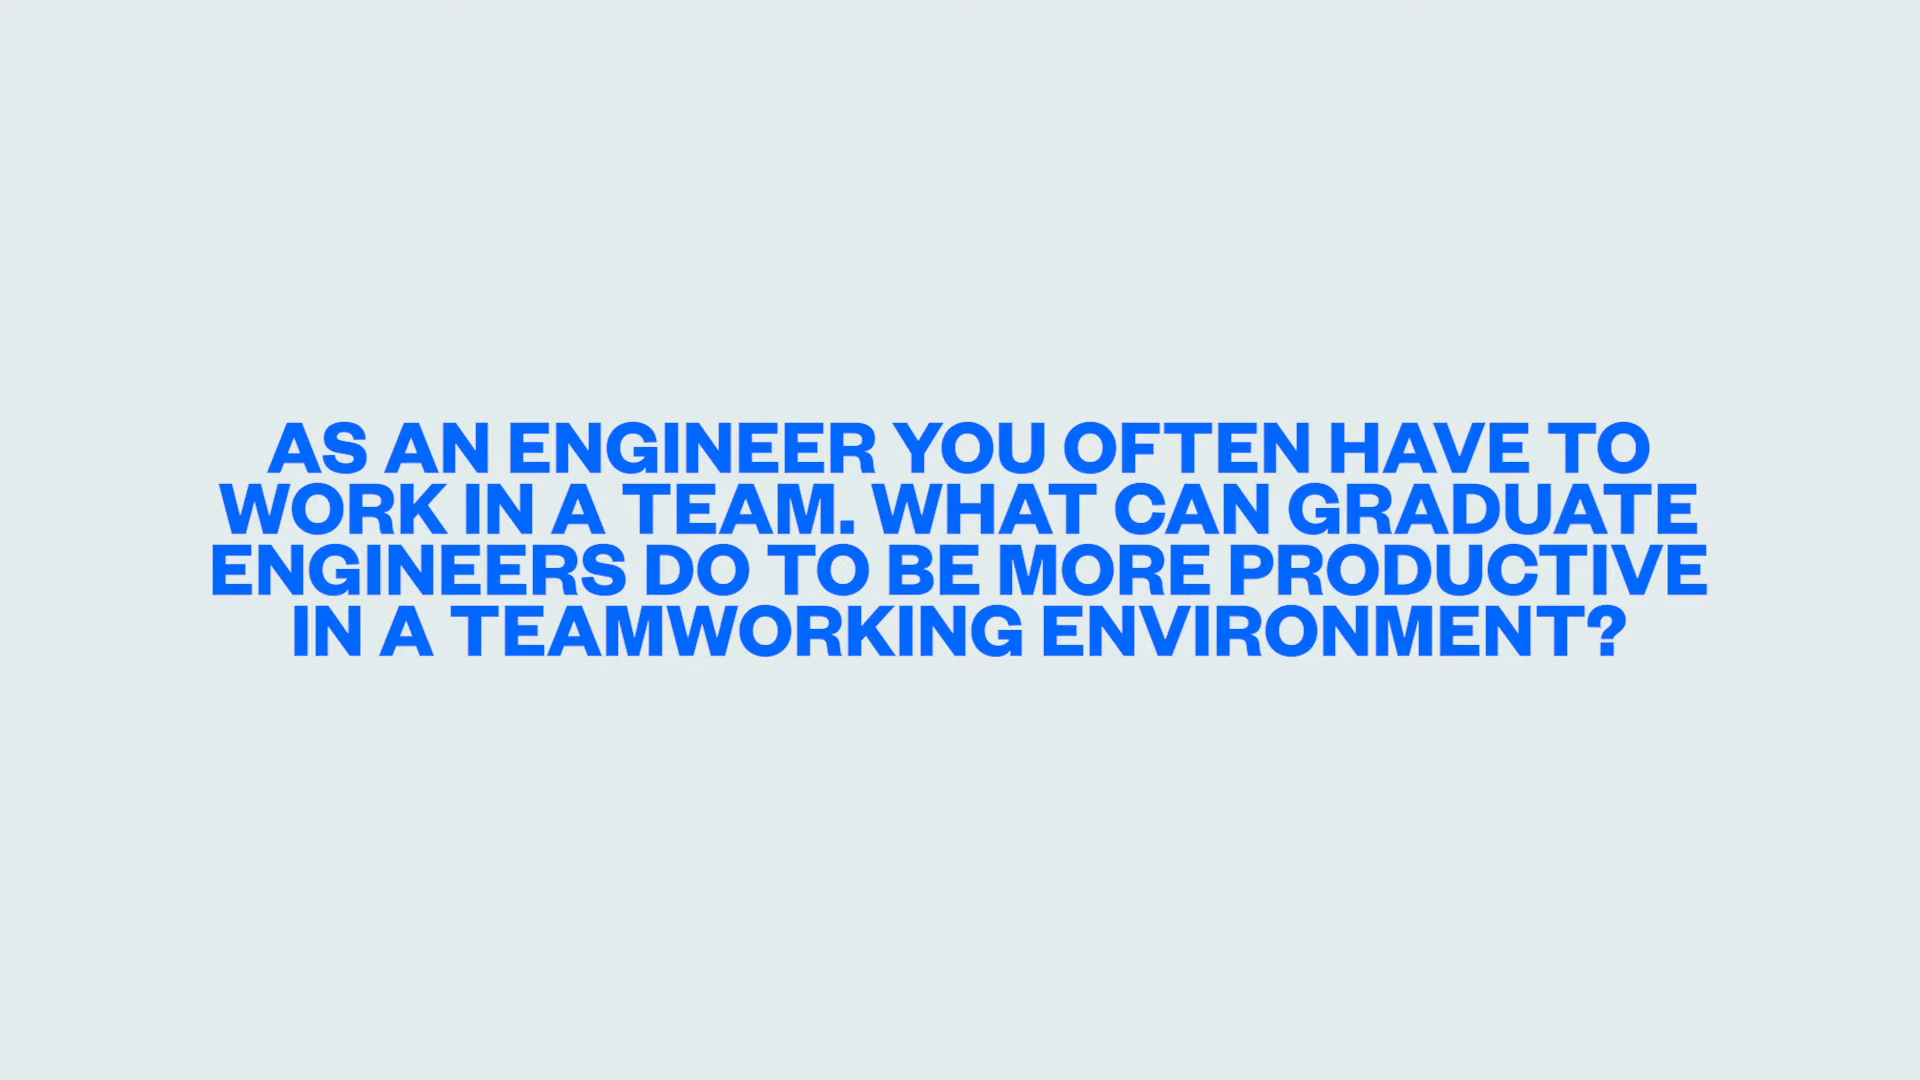 AS AN ENGINEER YOU OFTEN HAVE TO
WORK IN A TEAM. WHAT CAN GRADUATE
ENGINEERS DO TO BE MORE PRODUCTIVE
IN A TEAMWORKING ENVIRONMENT?